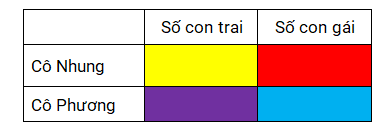 Số con trai Số con gái
Cô Nhung
Cô Phương